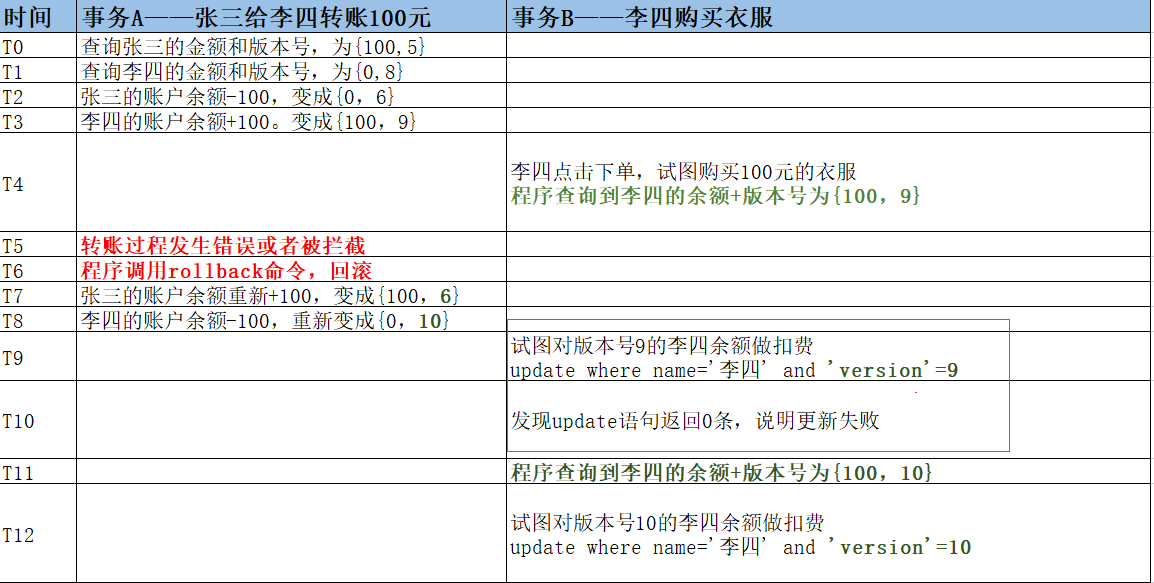 时间 事务A——张三给李四转账100元 事务B——李四购买衣服
T0 查询张三的金额和版本号，为{100,5}
T1 查询李四的金额和版本号，为{0,8}
T2 张三的账户余额-100，变成{0，6}
T3 李四的账户余额+100。变成{100，9}
T4 李四点击下单，试图购买100元的衣服
程序查询到李四的余额+版本号为{100，9}
T5 转账过程发生错误或者被拦截
T6 程序调用rollback命令，回滚
T7 张三的账户余额重新+100，变成{100，6}
T8 李四的账户余额-100，重新变成{0，10}
T9 试图对版本号9的李四余额做扣费
update where name='李四' and 'version'=9
T10 发现update语句返回0条，说明更新失败
T11 程序查询到李四的余额+版本号为{100，10}
T12 试图对版本号10的李四余额做扣费
update where name='李四' and 'version'=10